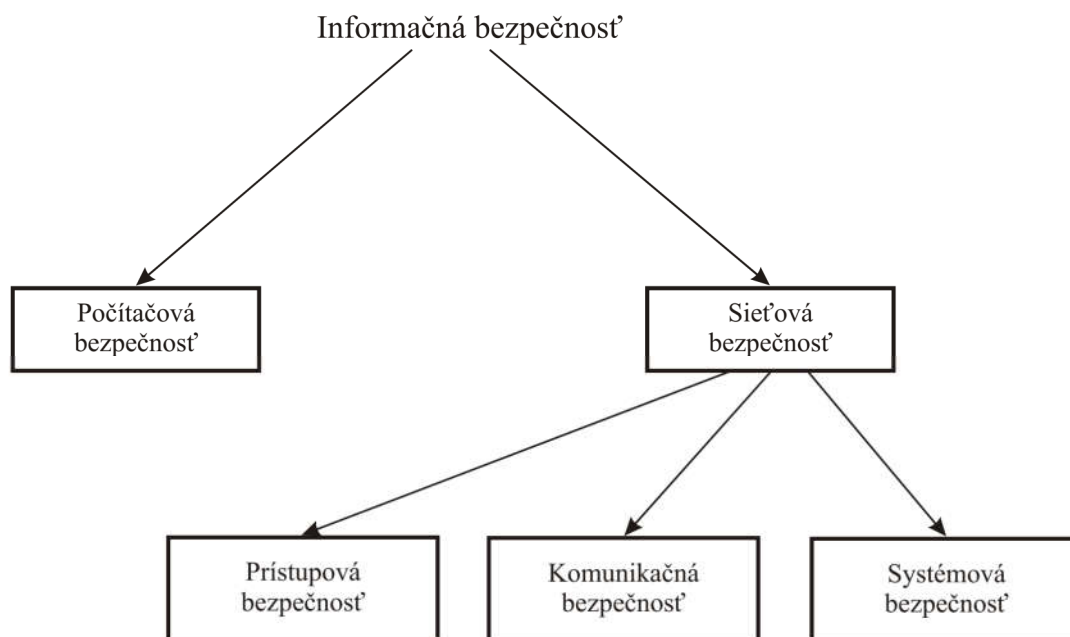 Informačná bezpečnosť
Počítačová
bezpečnosť
Sieťová
bezpečnosť
Prístupová
bezpečnosť
Komunikačná
bezpečnosť
Systémová
bezpečnosť